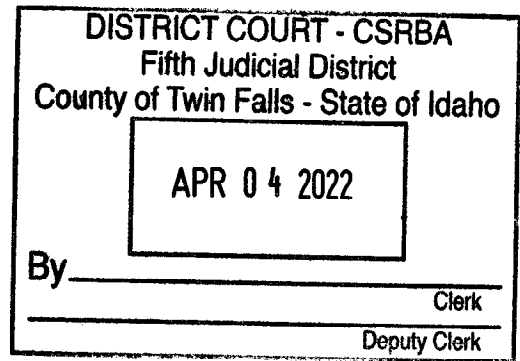 DISTRICT COURT - CSRBA
Fifth Judicial District
County of Twin Falls - State of Idaho
APR 04 2022
By
Clerk
Deputy Clerk